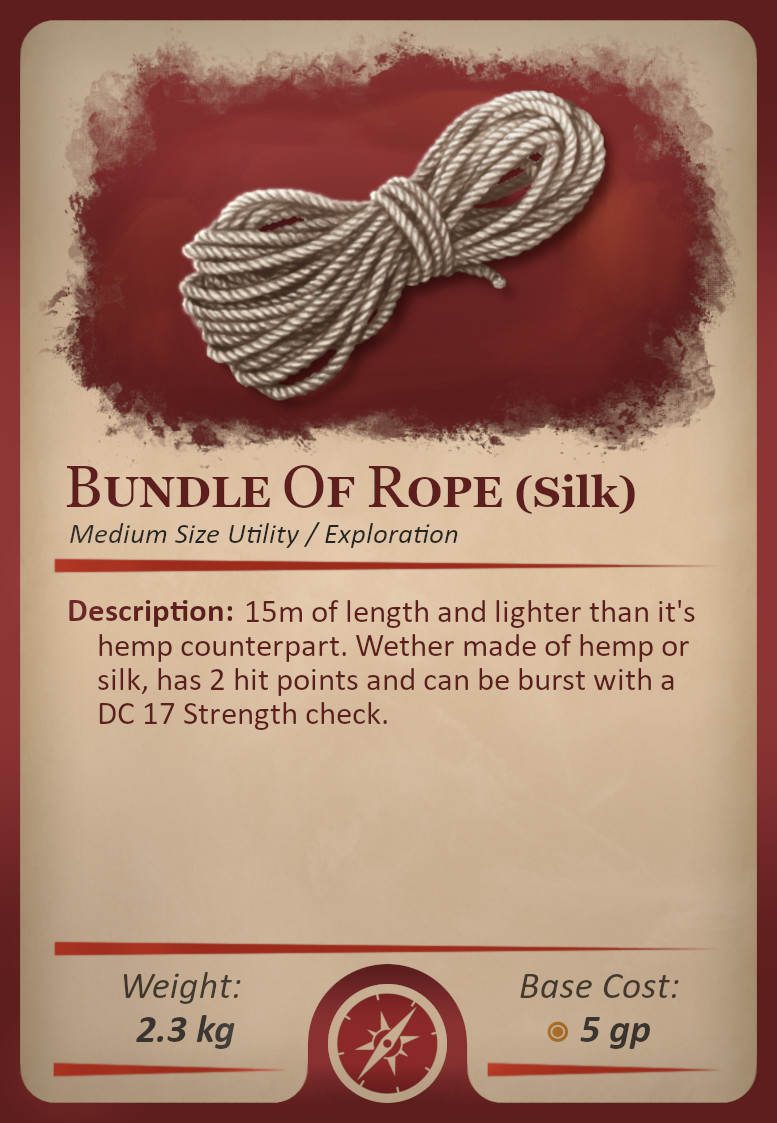 Bundle Of Rope (Silk)
Medium Size Utility / Exploration
Description: 15m of length and lighter than it's
hemp counterpart. Wether made of hemp or
silk, has 2 hit points and can be burst with a
DC 17 Strength check.
Weight:
2.3 kg
Base Cost:
5 gp